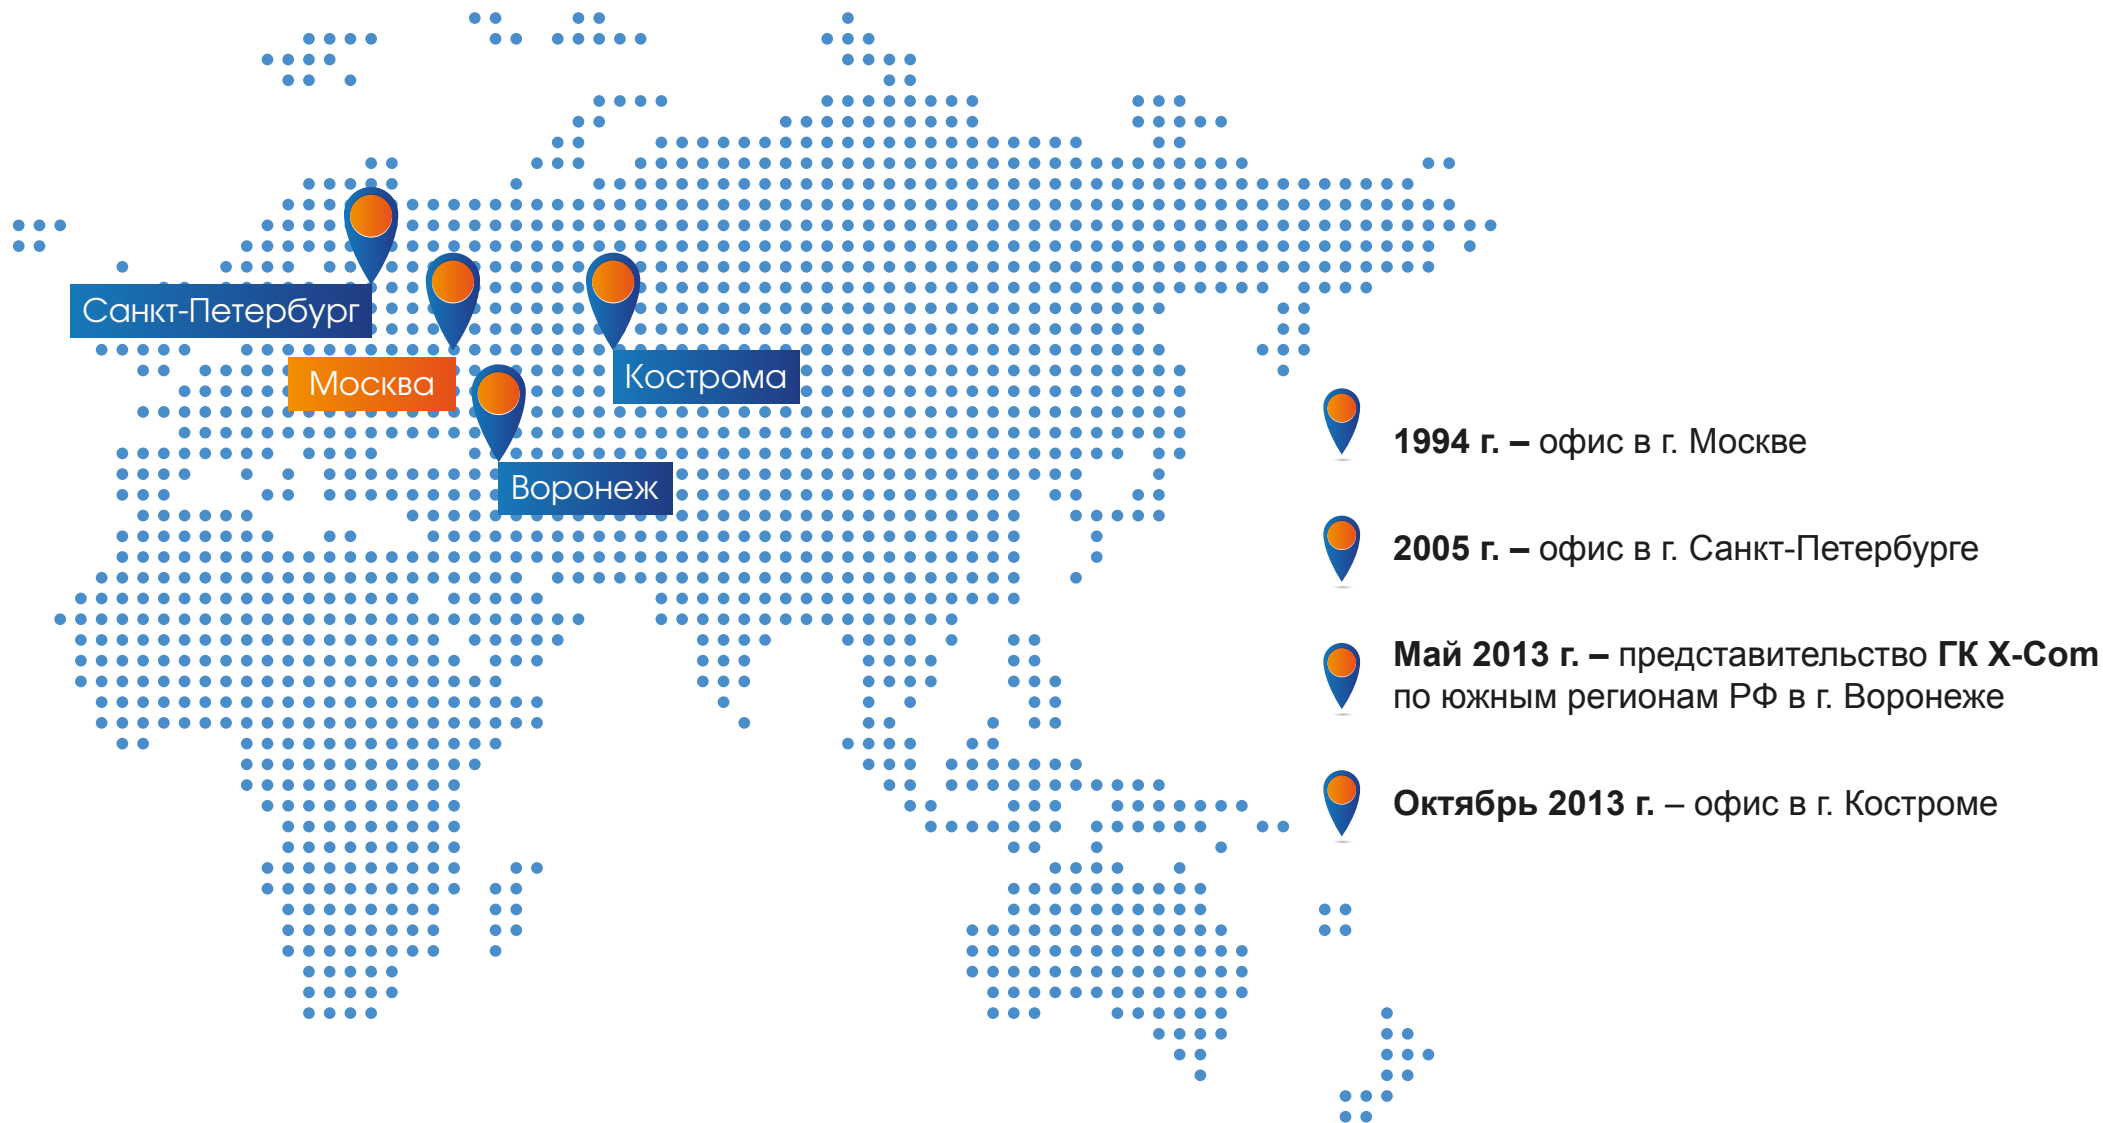 Санкт-Петербург
Москва
Кострома
Воронеж
1994 г. – офис в г. Москве
2005 г. – офис в г. Санкт-Петербурге
Май 2013 г. – представительство ГК X-Com
по южным регионам РФ в г. Воронеже
Октябрь 2013 г. – офис в г. Костроме